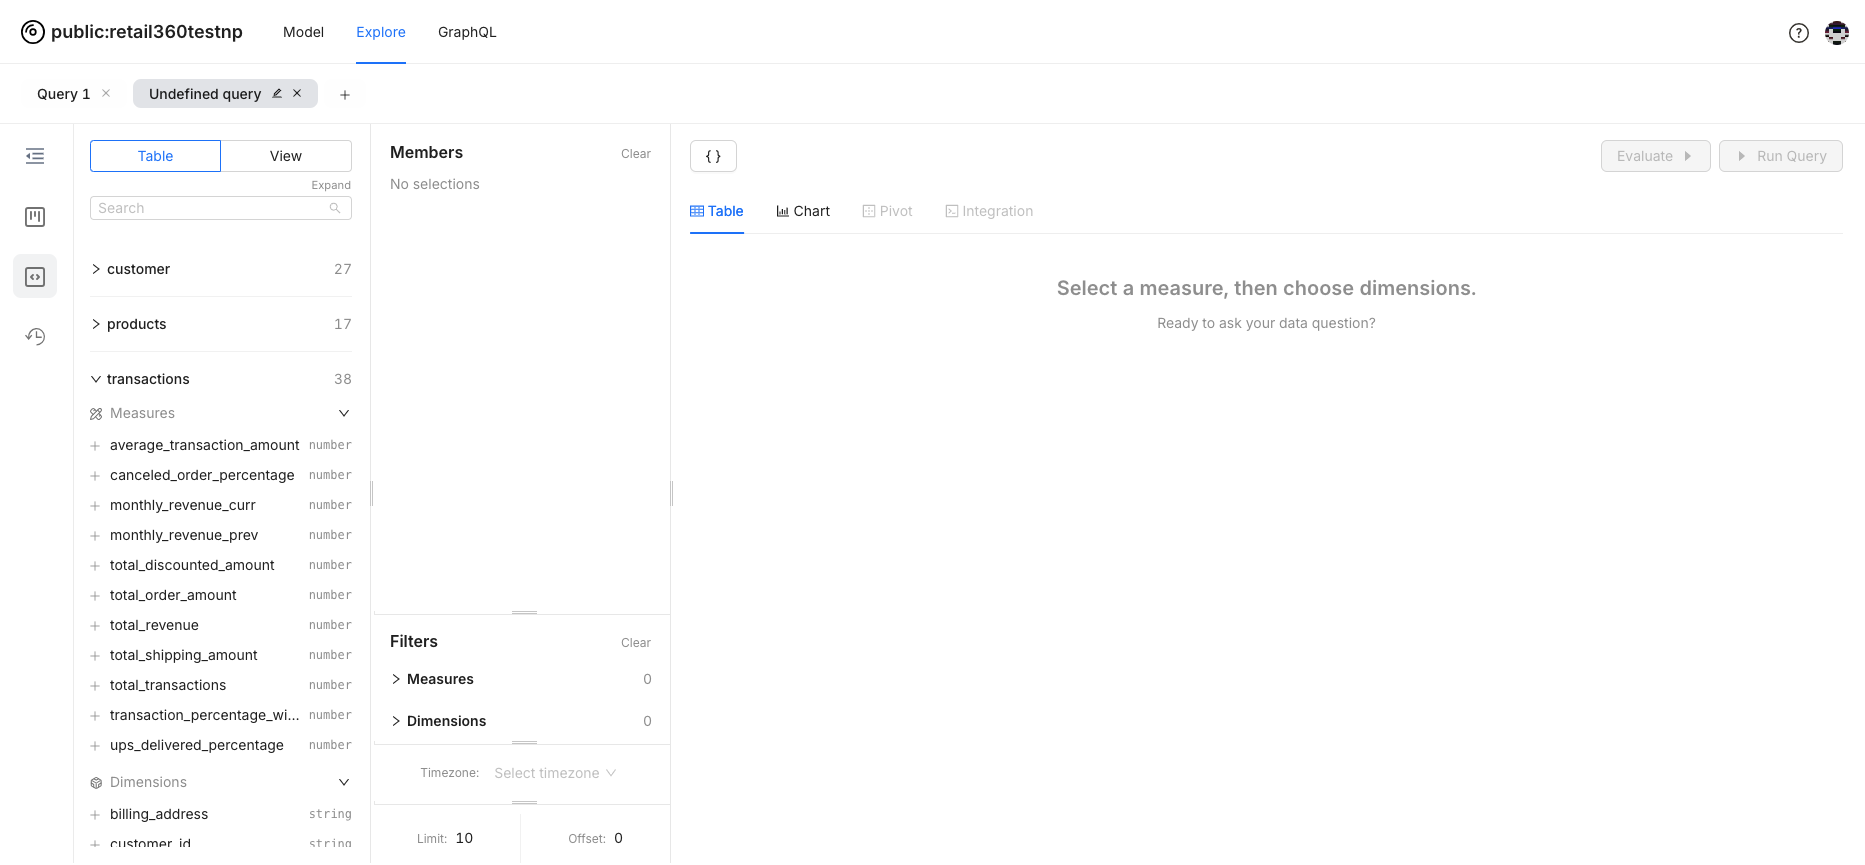 public:retail360testnp Model Explore GraphQL
Query 1 Undefined query
Table View
Expand
Search
customer 27
products 17
transactions 38
Measures
average_transaction_amount number
canceled_order_percentage number
monthly_revenue_curr number
monthly_revenue_prev number
total_discounted_amount number
total_order_amount number
total_revenue number
total_shipping_amount number
total_transactions number
transaction_percentage_wi... number
ups_delivered_percentage number
Dimensions
billing_address string
customer_id string
Members Clear
No selections
Filters Clear
Measures 0
Dimensions 0
Timezone: Select timezone
Limit: 10 Offset: 0
{ } Evaluate Run Query
Table Chart Pivot Integration
Select a measure, then choose dimensions.
Ready to ask your data question?